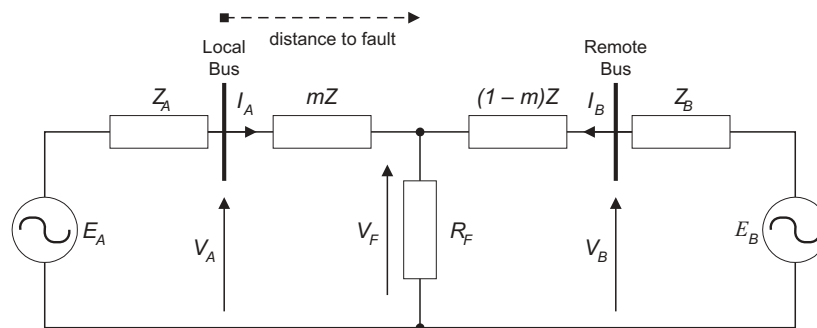 distance to fault
Local
Bus
Remote
Bus
Z_A
I_A
mZ
(1 – m)Z
I_B
Z_B
E_A
V_A
V_F
R_F
V_B
E_B